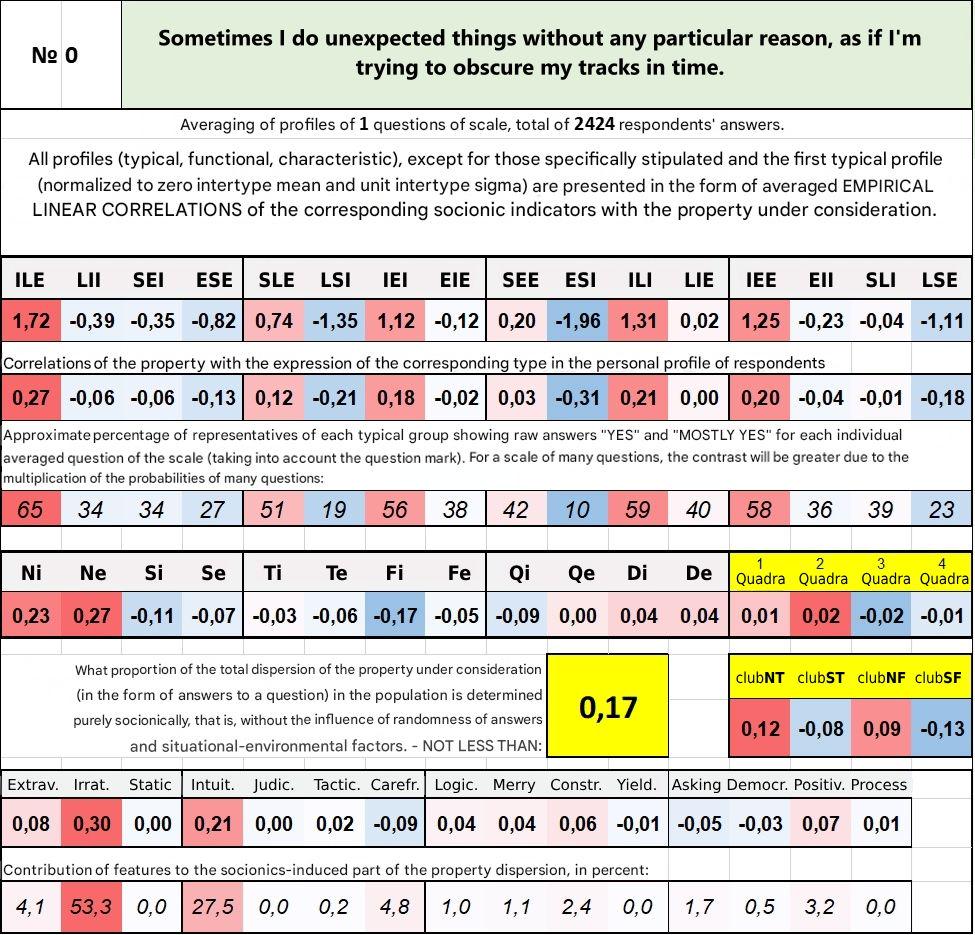 № 0
Sometimes I do unexpected things without any particular reason, as if I'm
trying to obscure my tracks in time.
Averaging of profiles of 1 questions of scale, total of 2424 respondents' answers.
All profiles (typical, functional, characteristic), except for those specifically stipulated and the first typical profile
(normalized to zero intertype mean and unit intertype sigma) are presented in the form of averaged EMPIRICAL
LINEAR CORRELATIONS of the corresponding socionic indicators with the property under consideration.
ILE LII SEI ESE SLE LSI IEI EIE SEE ESI ILI LIE IEE EII SLI LSE
1,72 -0,39 -0,35 -0,82 0,74 -1,35 1,12 -0,12 0,20 -1,96 1,31 0,02 1,25 -0,23 -0,04 -1,11
Correlations of the property with the expression of the corresponding type in the personal profile of respondents
0,27 -0,06 -0,06 -0,13 0,12 -0,21 0,18 -0,02 0,03 -0,31 0,21 0,00 0,20 -0,04 -0,01 -0,18
Approximate percentage of representatives of each typical group showing raw answers "YES" and "MOSTLY YES" for each individual
averaged question of the scale (taking into account the question mark). For a scale of many questions, the contrast will be greater due to the
multiplication of the probabilities of many questions:
65 34 34 27 51 19 56 38 42 10 59 40 58 36 39 23
Ni Ne Si Se Ti Te Fi Fe Qi Qe Di De 1 Quadra 2 Quadra 3 Quadra 4 Quadra
0,23 0,27 -0,11 -0,07 -0,03 -0,06 -0,17 -0,05 -0,09 0,00 0,04 0,04 0,01 0,02 -0,02 -0,01
What proportion of the total dispersion of the property under consideration
(in the form of answers to a question) in the population is determined
purely socionically, that is, without the influence of randomness of answers
and situational-environmental factors. - NOT LESS THAN:
0,17
clubNT clubST clubNF clubSF
0,12 -0,08 0,09 -0,13
Extrav. Irrat. Static Intuit. Judic. Tactic. Carefr. Logic. Merry Constr. Yield. Asking Democr. Positiv. Process
0,08 0,30 0,00 0,21 0,00 0,02 -0,09 0,04 0,04 0,06 -0,01 -0,05 -0,03 0,07 0,01
Contribution of features to the socionics-induced part of the property dispersion, in percent:
4,1 53,3 0,0 27,5 0,0 0,2 4,8 1,0 1,1 2,4 0,0 1,7 0,5 3,2 0,0